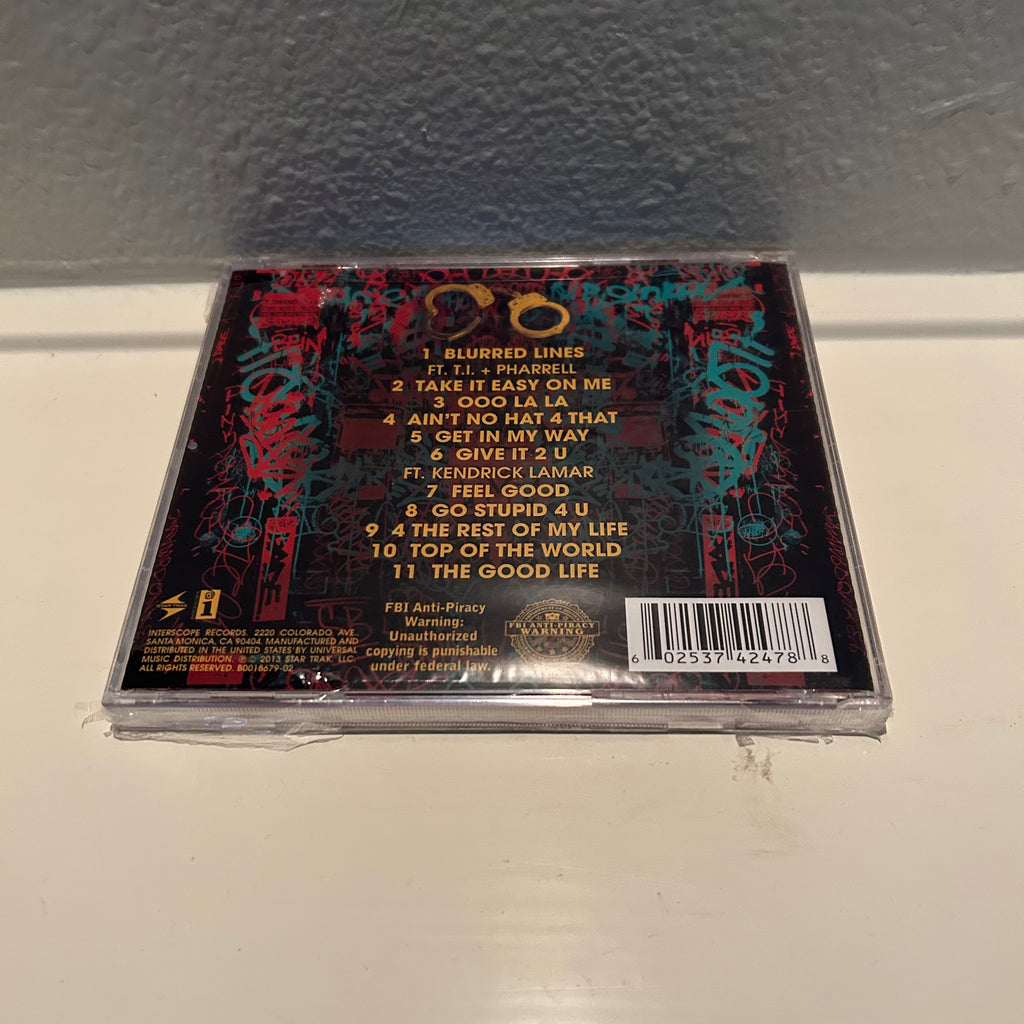 1 BLURRED LINES
FT. T.I. + PHARRELL
2 TAKE IT EASY ON ME
3 OOO LA LA
4 AIN'T NO HAT 4 THAT
5 GET IN MY WAY
6 GIVE IT 2 U
FT. KENDRICK LAMAR
7 FEEL GOOD
8 GO STUPID 4 U
9 4 THE REST OF MY LIFE
10 TOP OF THE WORLD
11 THE GOOD LIFE
STAR TRAK
i
INTERSCOPE RECORDS. 2220 COLORADO AVE.,
SANTA MONICA, CA 90404. MANUFACTURED AND
DISTRIBUTED IN THE UNITED STATES BY UNIVERSAL
MUSIC DISTRIBUTION. ℗ © 2013 STAR TRAK, LLC.
ALL RIGHTS RESERVED. B0018679-02
FBI Anti-Piracy
Warning:
Unauthorized
copying is punishable
under federal law.
FBI ANTI-PIRACY
WARNING
6 02537 42478 8